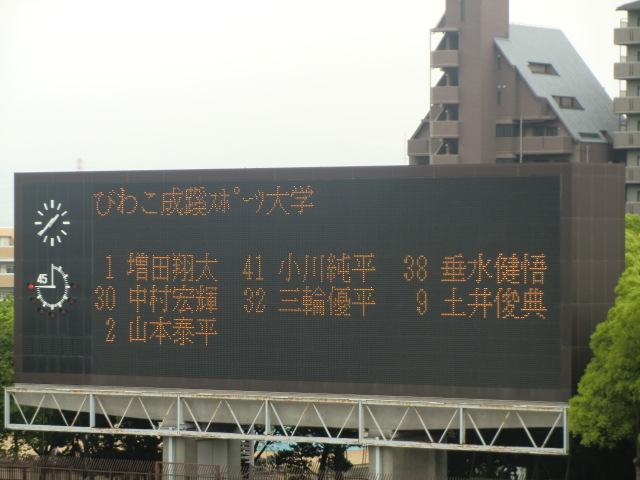 びわこ成蹊ｽﾎﾟｰﾂ大学
1 増田翔太 41 小川純平 38 垂水健悟
30 中村宏輝 32 三輪優平 9 土井俊典
2 山本泰平
45